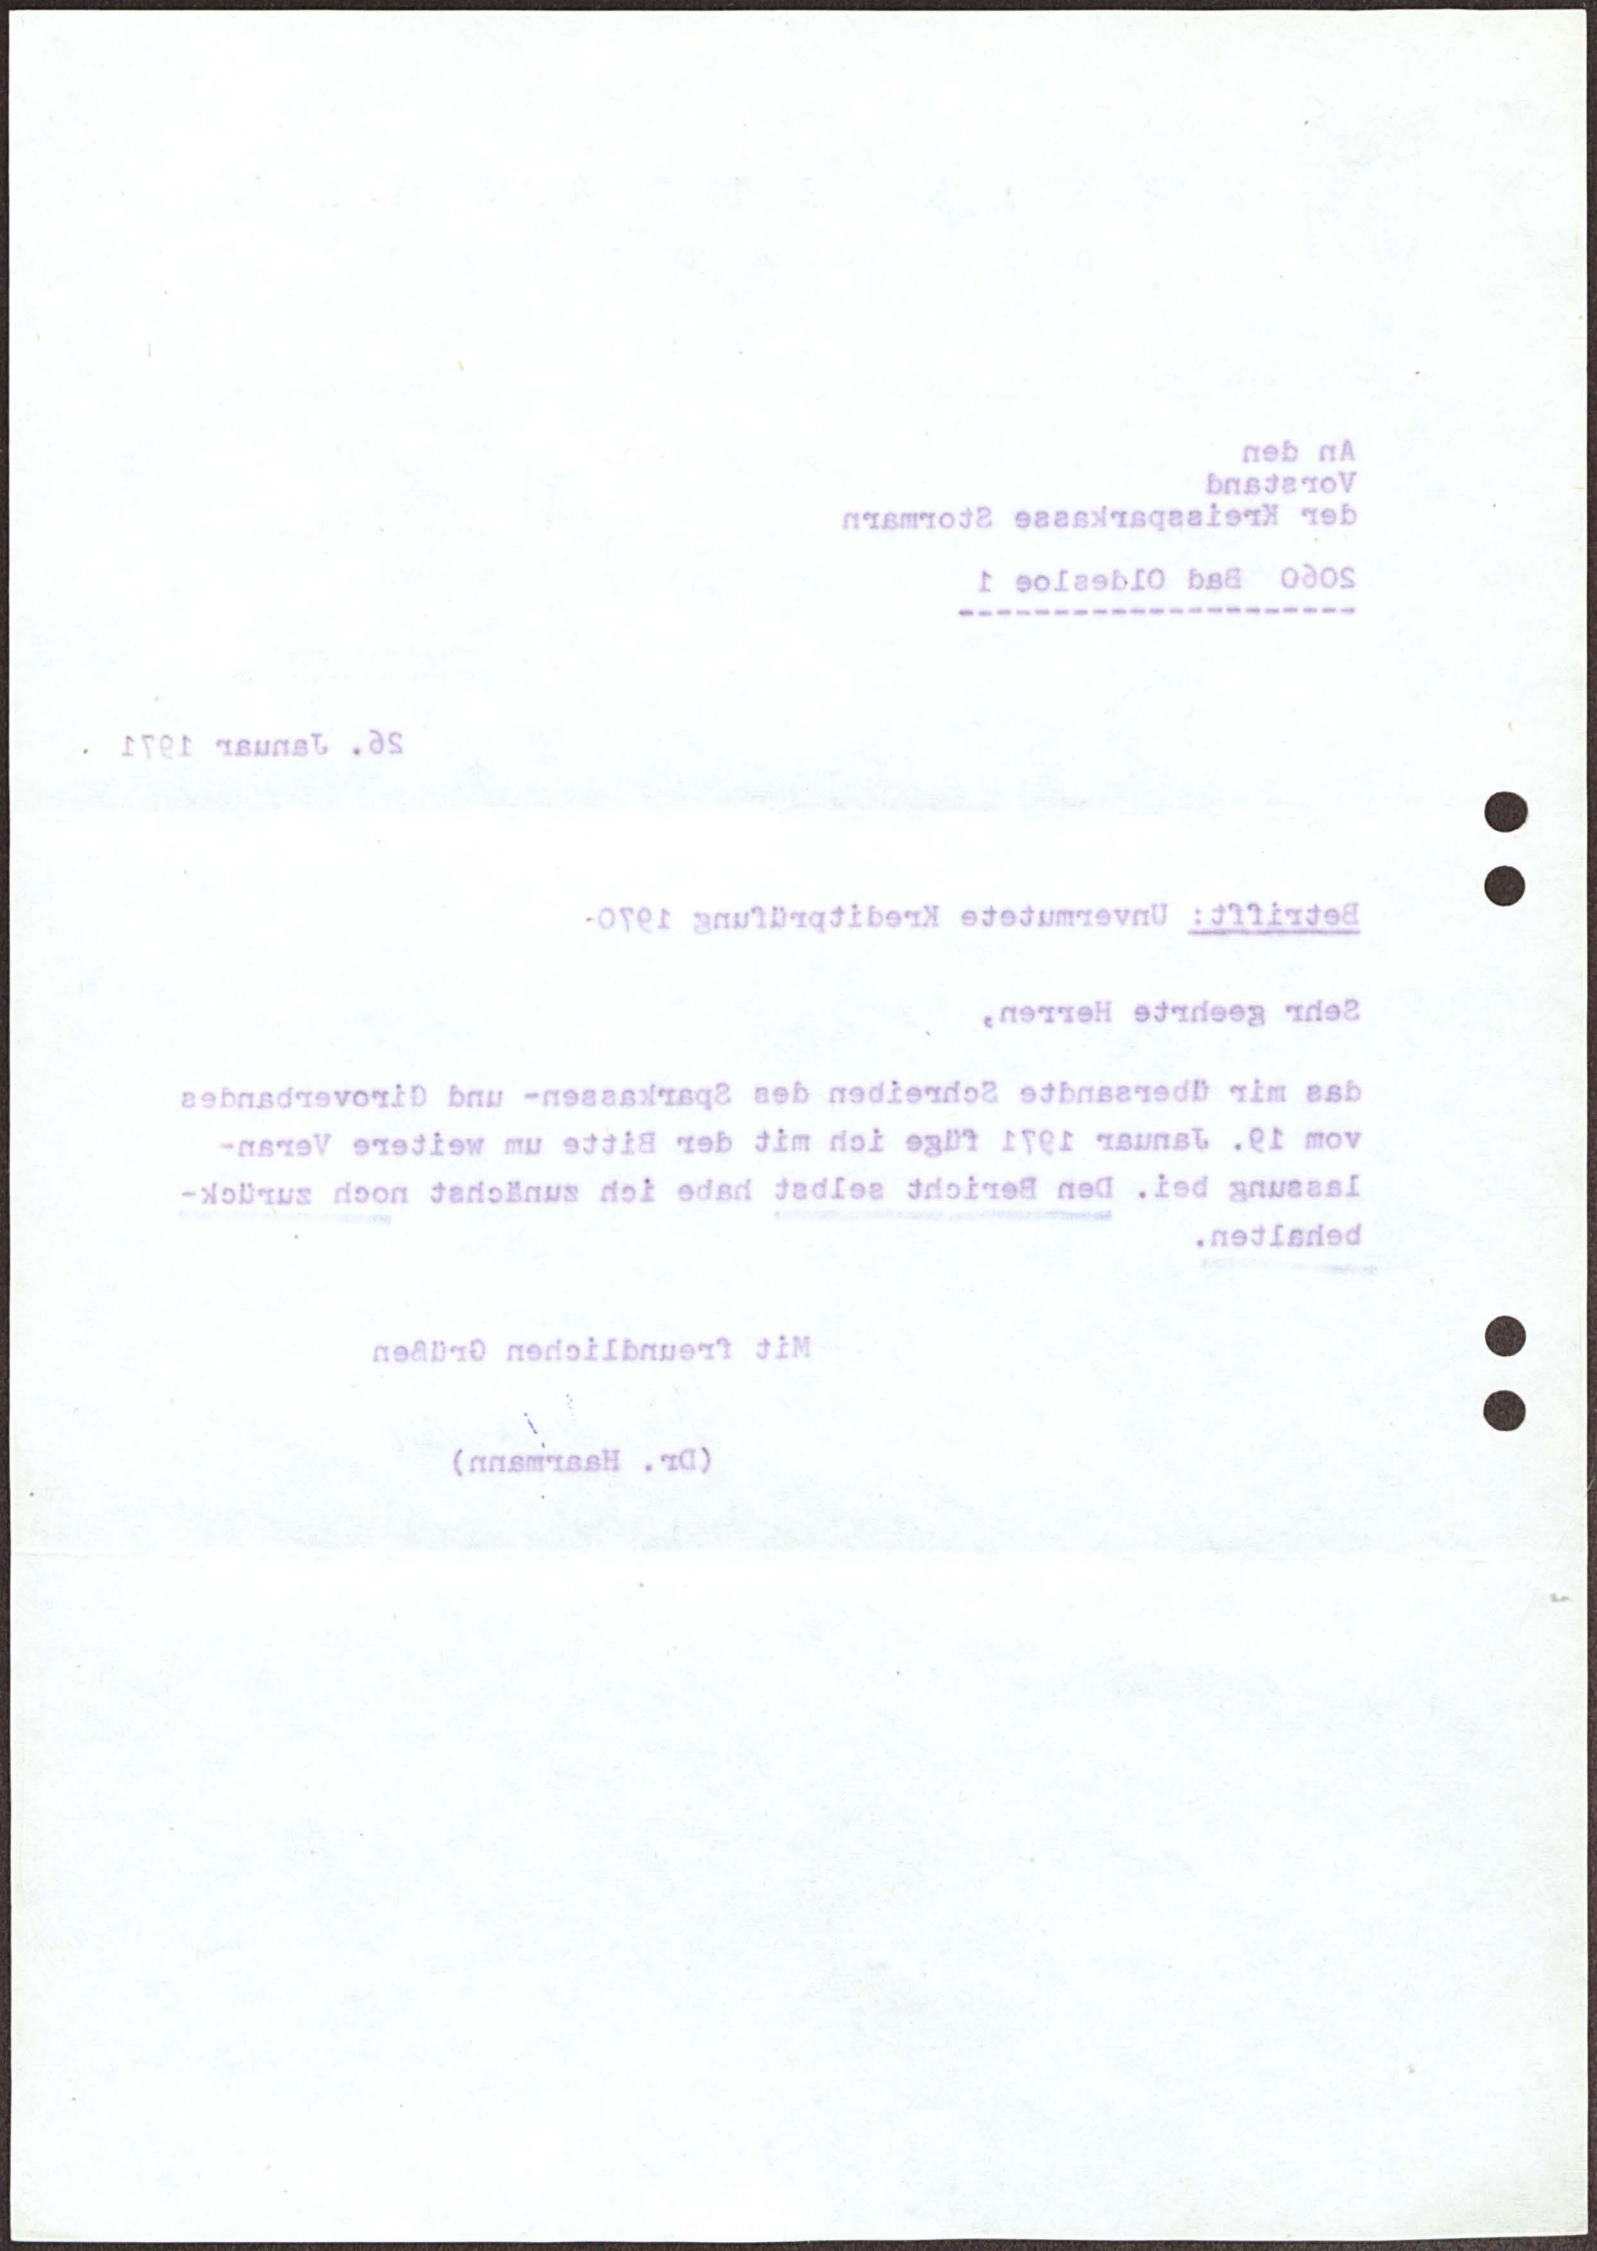 An den
Vorstand
der Kreissparkasse Stormarn
2060 Bad Oldesloe 1
26. Januar 1971
Betrifft: Unvermutete Kreditprüfung 1970
Sehr geehrte Herren,
das mir übersandte Schreiben des Sparkassen- und Giroverbandes
vom 19. Januar 1971 füge ich mit der Bitte um weitere Veran-
lassung bei. Den Bericht selbst habe ich zunächst noch zurück-
behalten.
Mit freundlichen Grüßen
(Dr. Haarmann)